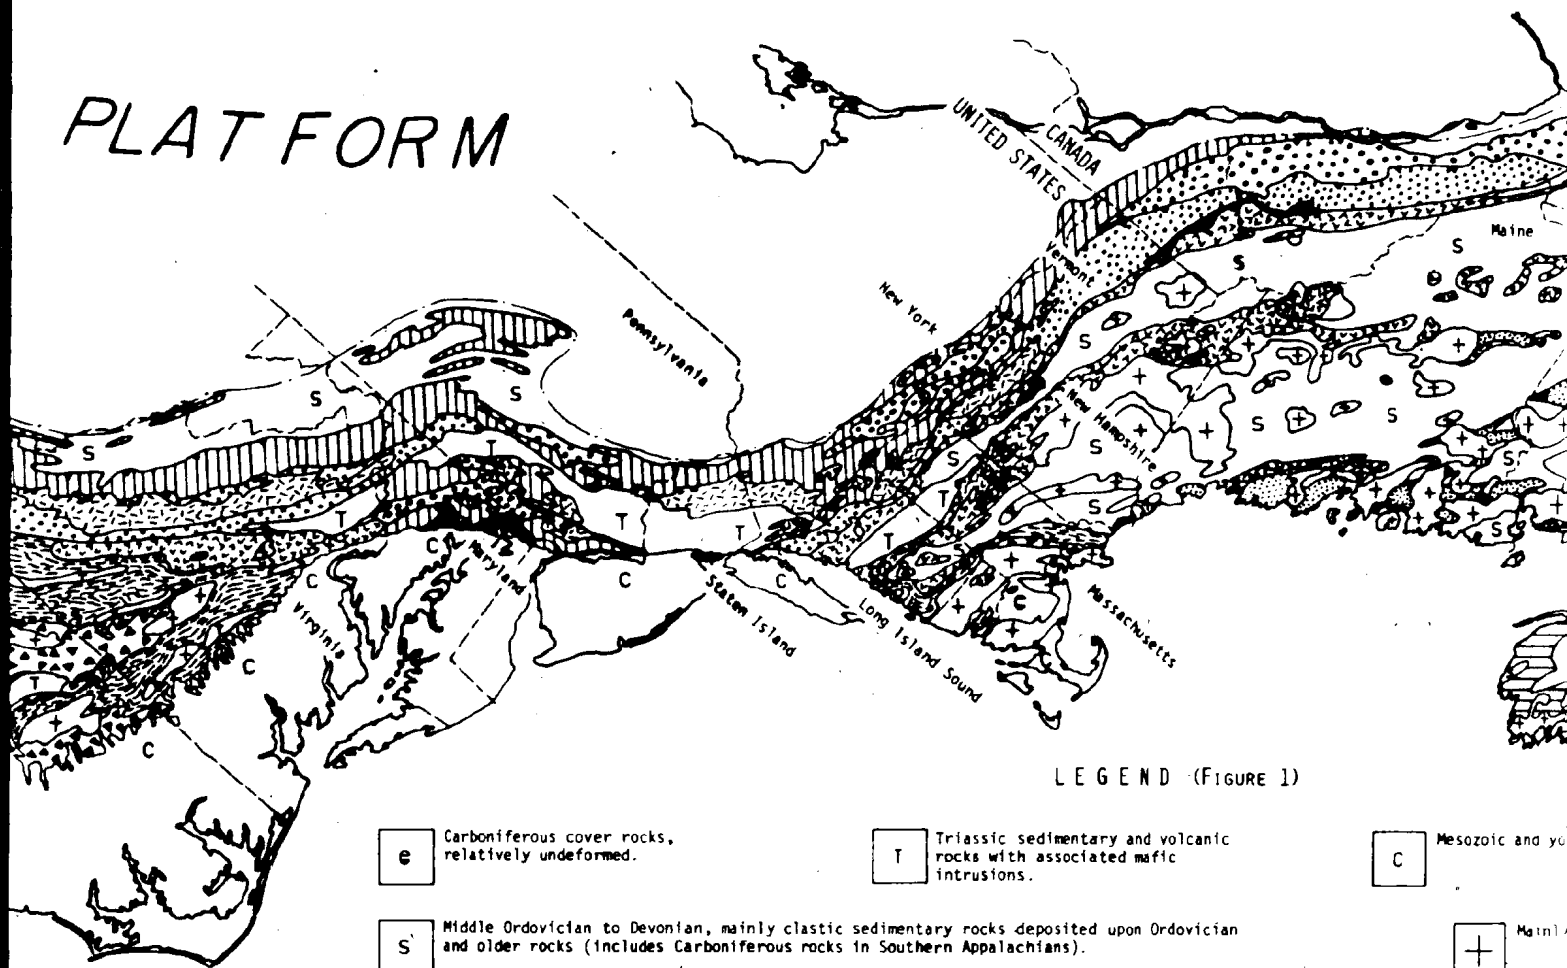 PLATFORM
UNITED STATES
CANADA
Maine
S
S
Vermont
New York
Pennsylvania
S
S
S
S
T
New Hampshire
S
S
S
S
S
T
T
T
T
S
S
S
C
C
Maryland
C
C
C
Virginia
Staten Island
Long Island Sound
Massachusetts
C
T
C
LEGEND (FIGURE 1)
e
Carboniferous cover rocks,
relatively undeformed.
T
Triassic sedimentary and volcanic
rocks with associated mafic
intrusions.
C
Mesozoic and
S
Middle Ordovician to Devonian, mainly clastic sedimentary rocks deposited upon Ordovician
and older rocks (includes Carboniferous rocks in Southern Appalachians).
+